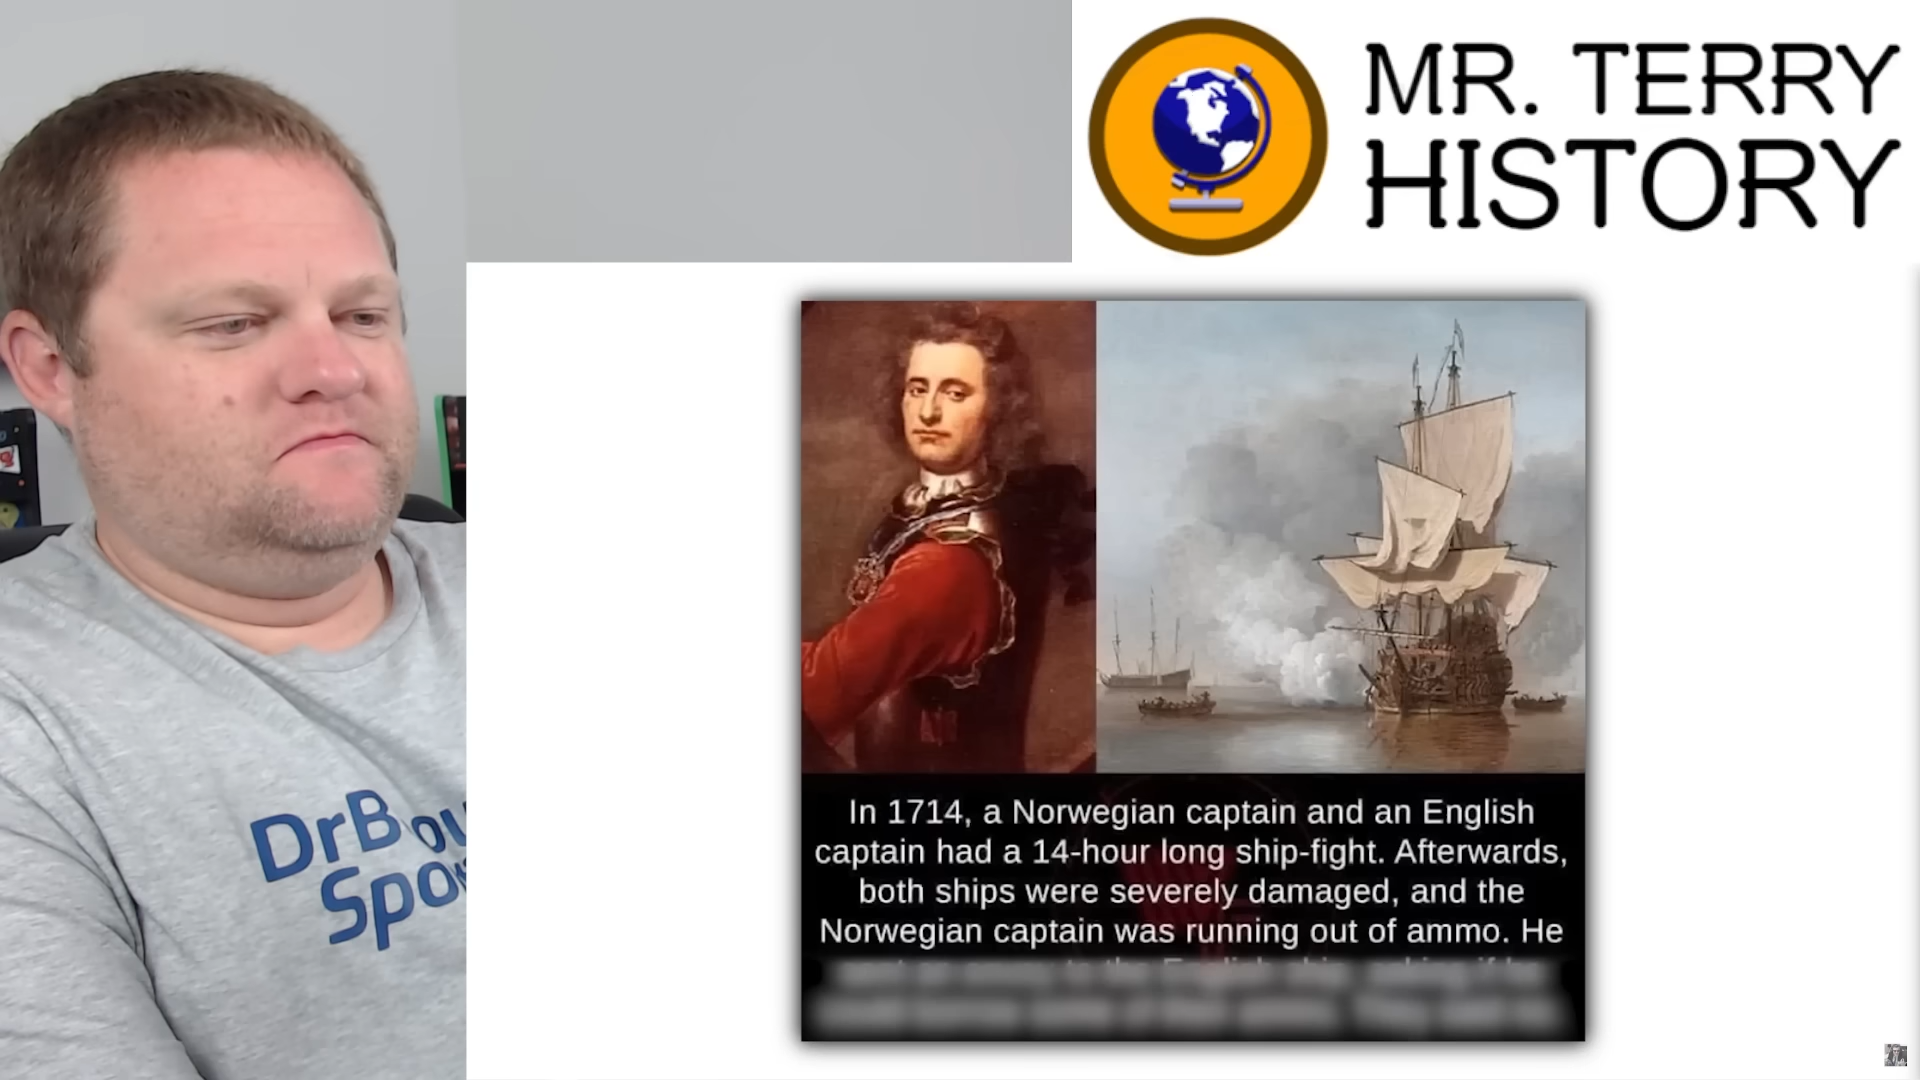 MR. TERRY
HISTORY
DrB
Spo
In 1714, a Norwegian captain and an English
captain had a 14-hour long ship-fight. Afterwards,
both ships were severely damaged, and the
Norwegian captain was running out of ammo. He